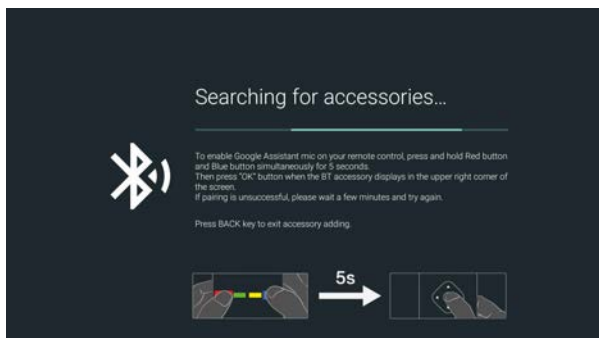 Searching for accessories...
To enable Google Assistant mic on your remote control, press and hold Red button
and Blue button simultaneously for 5 seconds.
Then press "OK" button when the BT accessory displays in the upper right corner of
the screen.
If pairing is unsuccessful, please wait a few minutes and try again.
Press BACK key to exit accessory adding.
5s